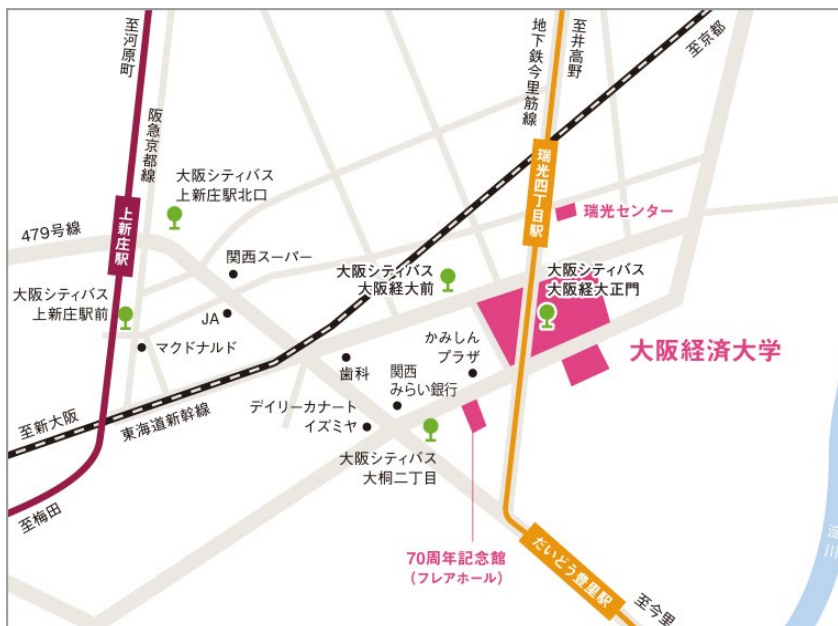 至河原町
阪急京都線
地下鉄今里筋線
至井高野
至京都
大阪シティバス
上新庄駅北口
瑞光四丁目駅
瑞光センター
上新庄駅
479号線
関西スーパー
大阪シティバス
大阪経大前
大阪シティバス
大阪経大正門
大阪シティバス
上新庄駅前
JA
マクドナルド
かみしん
プラザ
大阪経済大学
歯科
関西
みらい銀行
デイリーカナート
イズミヤ
至新大阪
東海道新幹線
大阪シティバス
大桐二丁目
至梅田
70周年記念館
(フレアホール)
だいどう豊里駅
至今里
淀川